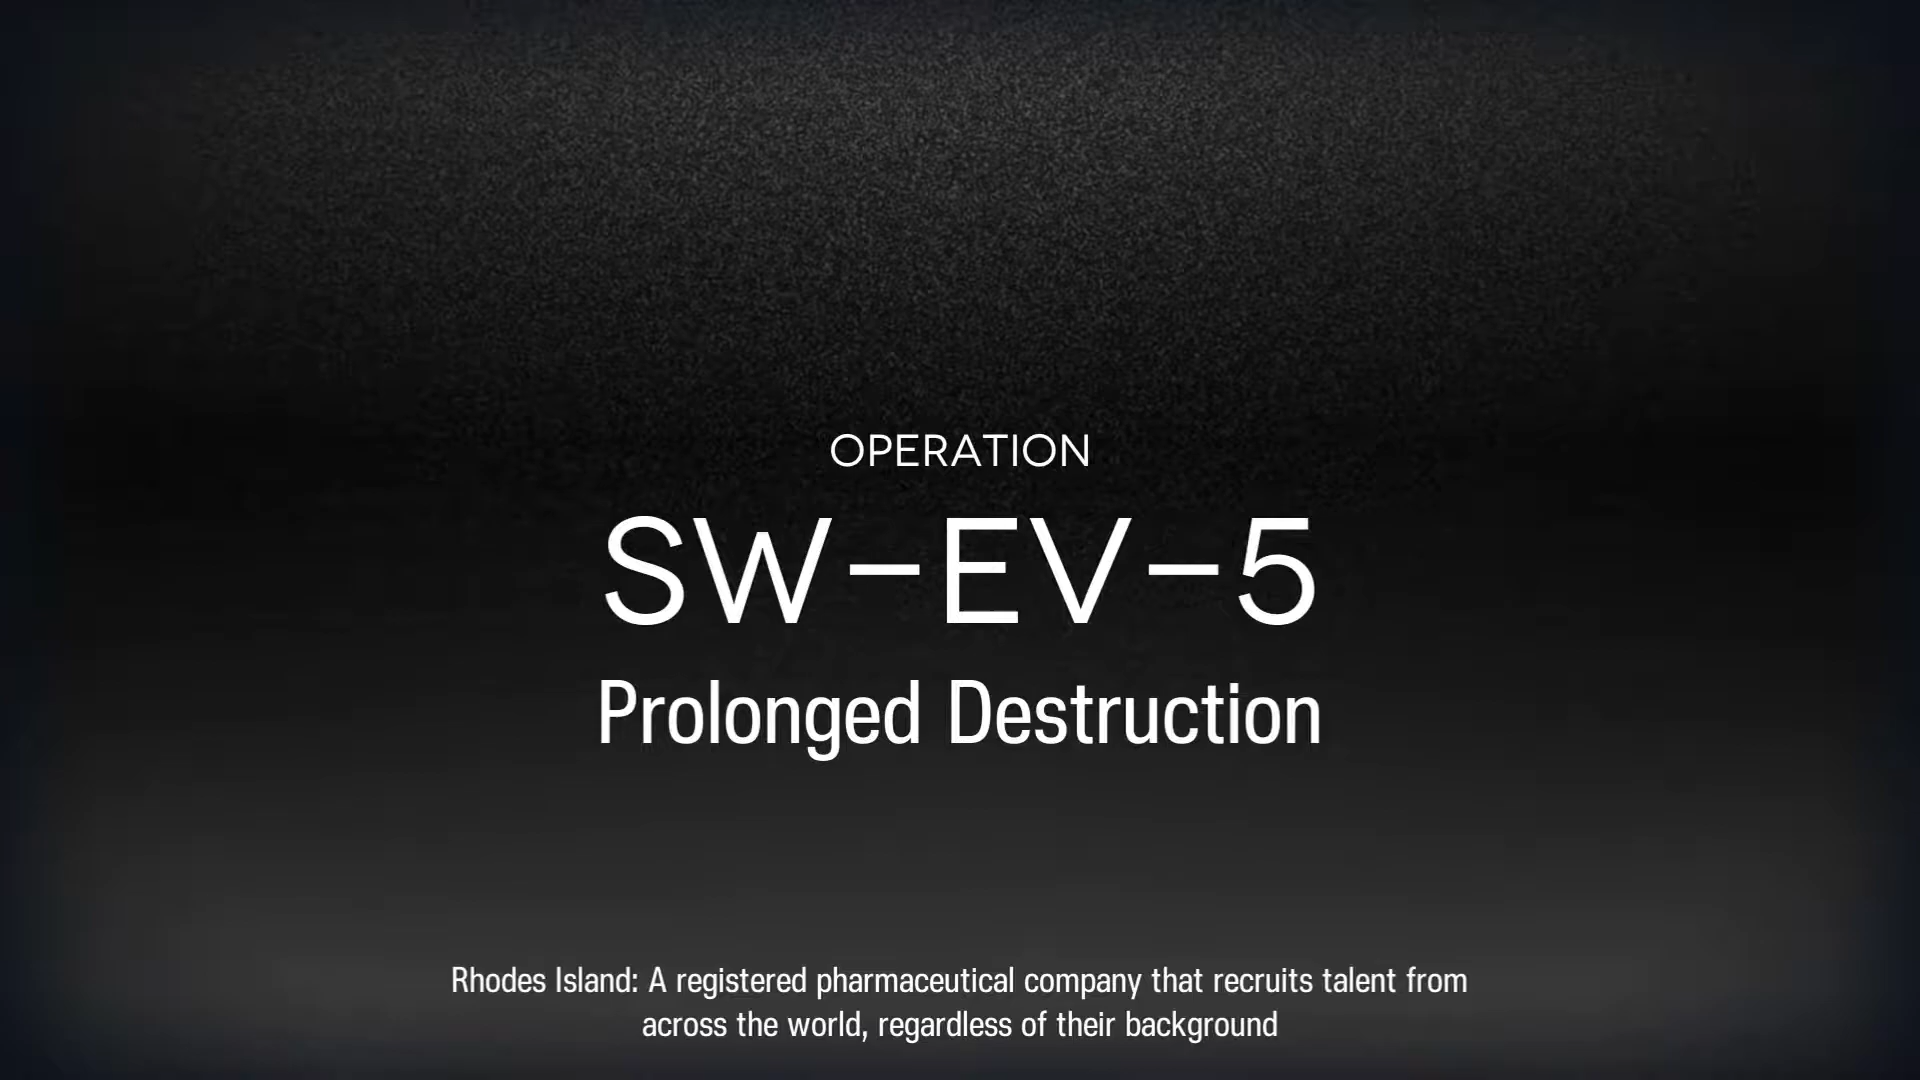 OPERATION
SW-EV-5
Prolonged Destruction
Rhodes Island: A registered pharmaceutical company that recruits talent from
across the world, regardless of their background